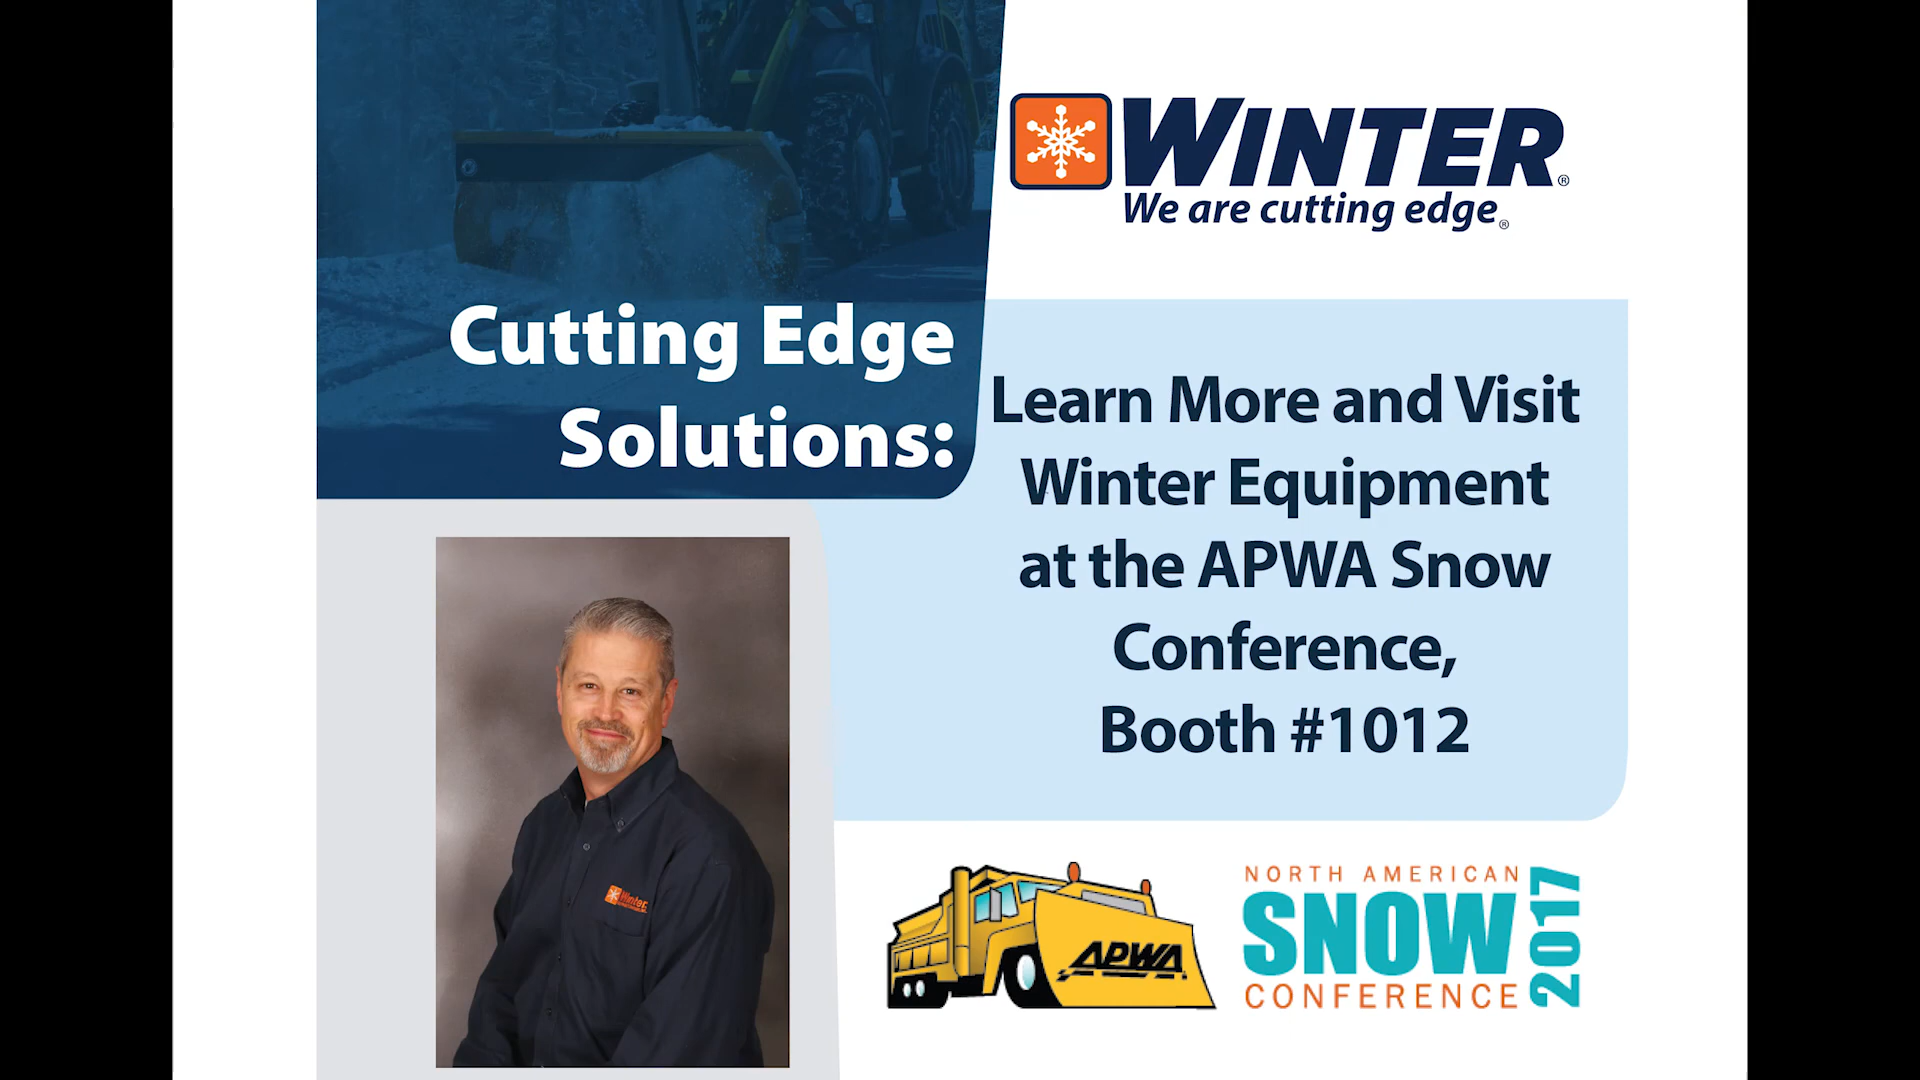 WINTER®
We are cutting edge®
Cutting Edge
Solutions:
Learn More and Visit
Winter Equipment
at the APWA Snow
Conference,
Booth #1012
Winter
APWA
NORTH AMERICAN
SNOW
CONFERENCE
2017